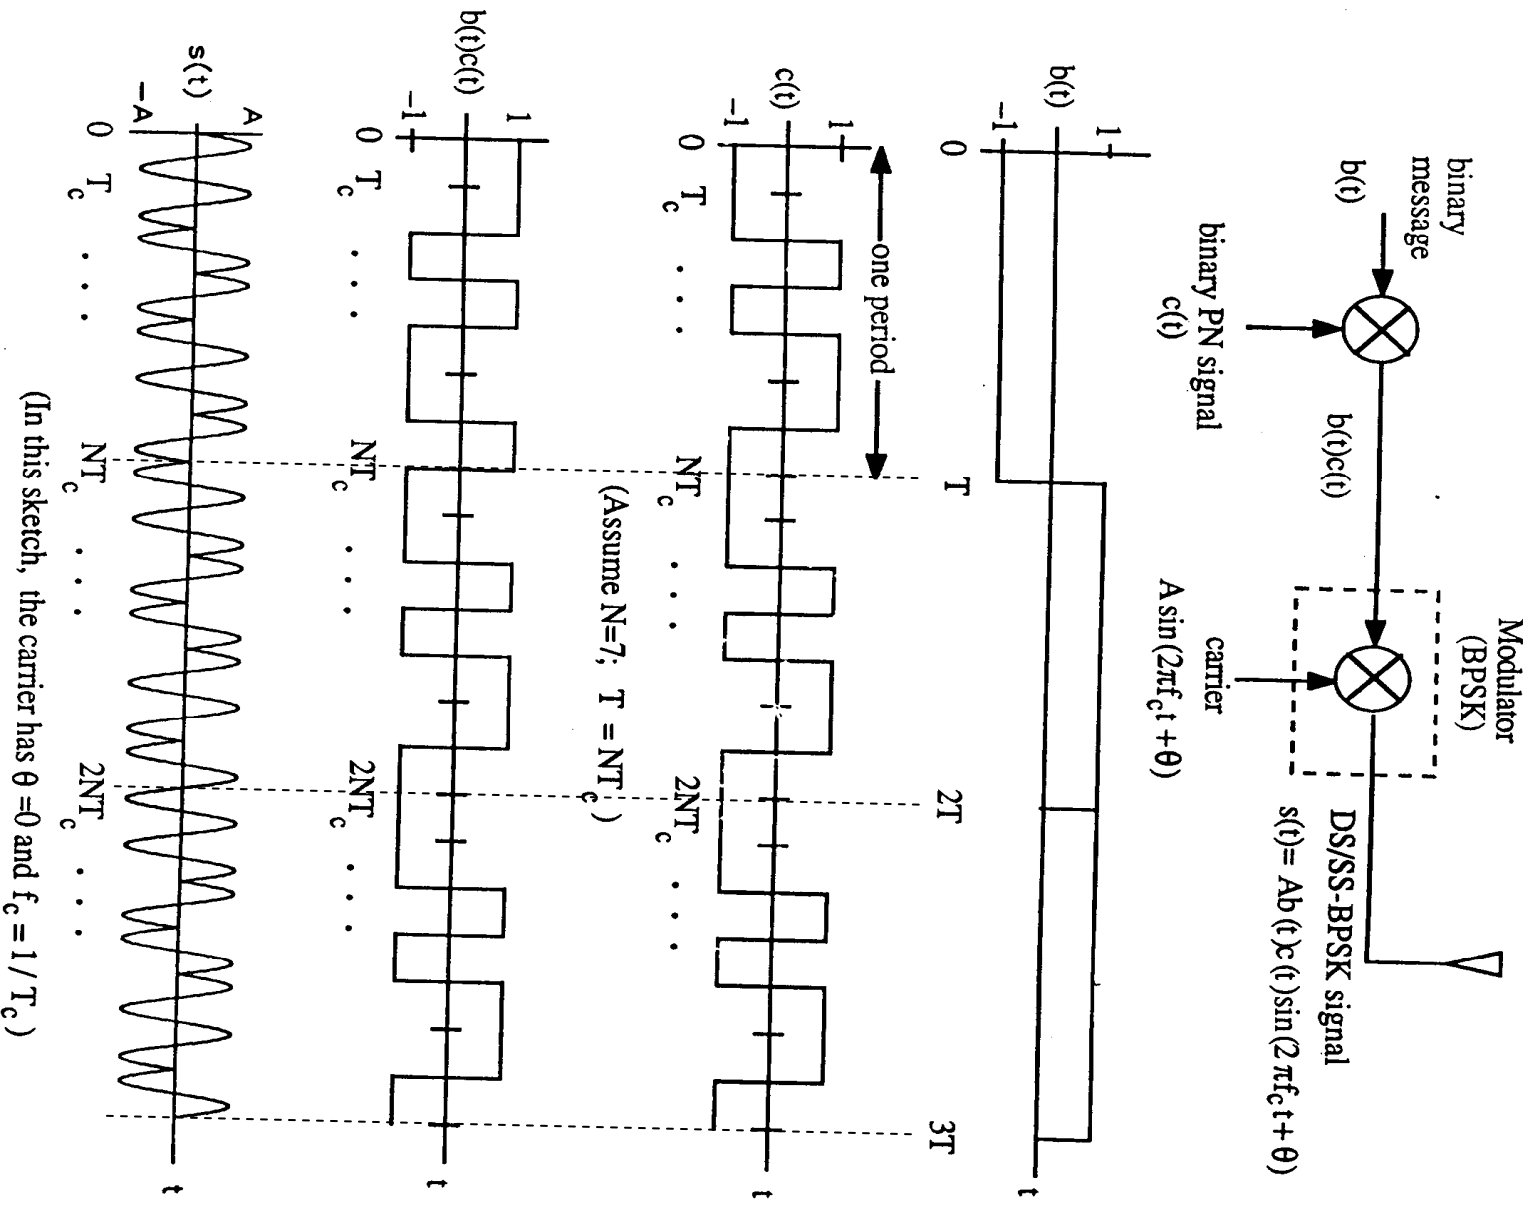 Modulator
(BPSK)
binary
message
b(t)
b(t)c(t)
DS/SS-BPSK signal
s(t)= Ab(t)c(t)sin(2πf_c t+θ)
binary PN signal
c(t)
carrier
A sin(2πf_c t+θ)
b(t)
1
-1
0
T
2T
3T
t
one period
c(t)
1
-1
0
T_c
. . .
NT_c
. . .
2NT_c
. . .
t
(Assume N=7; T = NT_c)
b(t)c(t)
1
-1
0
T_c
. . .
NT_c
. . .
2NT_c
. . .
t
s(t)
A
-A
0
T_c
. . .
NT_c
. . .
2NT_c
. . .
t
(In this sketch, the carrier has θ =0 and f_c = 1/ T_c)